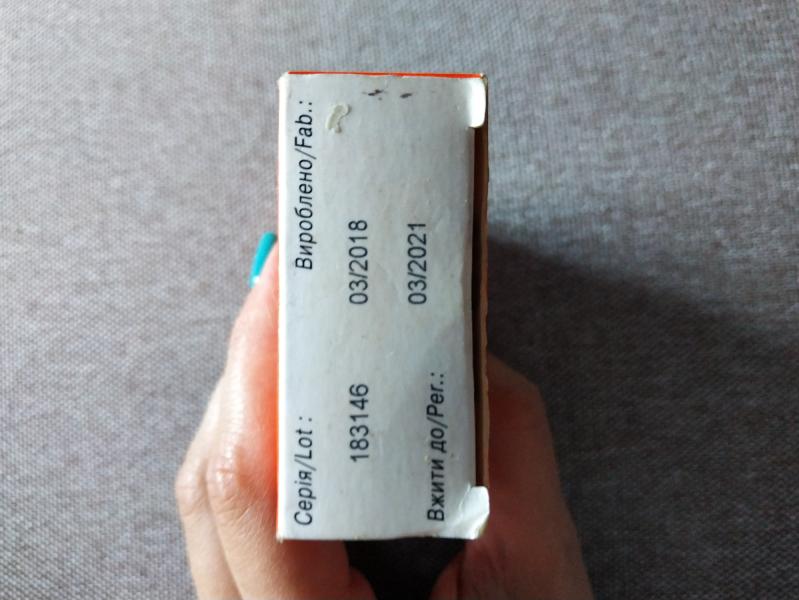 Серія/Lot : Вироблено/Fab.:
183146 03/2018
03/2021
Вжити до/Per.: